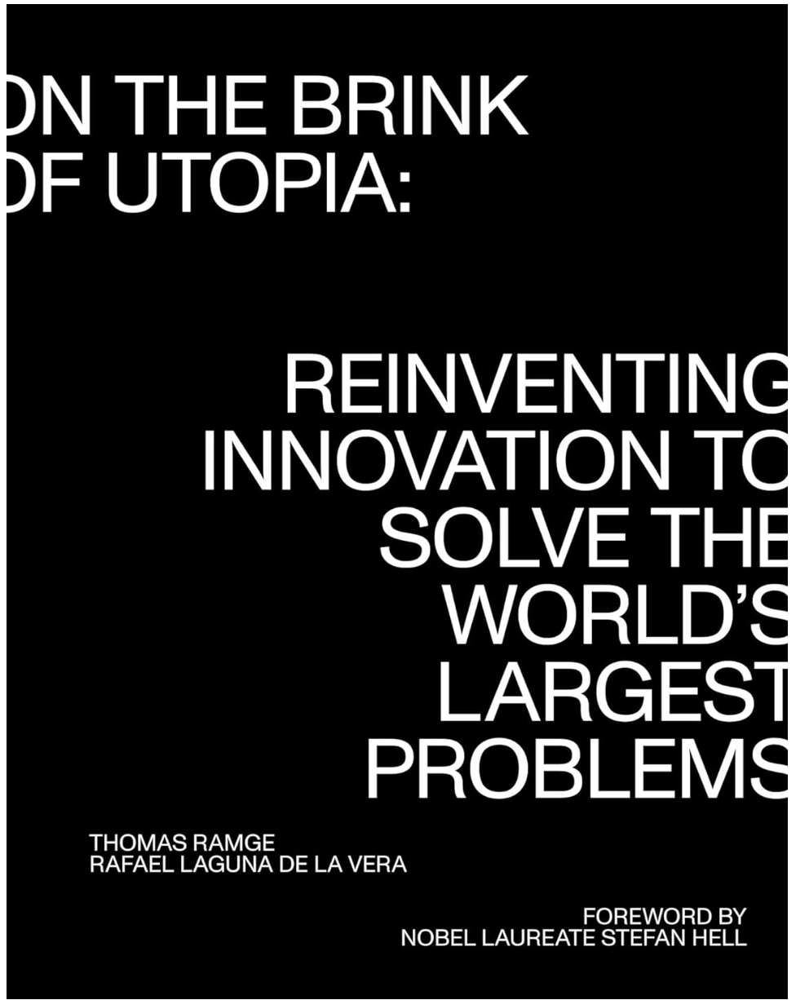 ON THE BRINK
OF UTOPIA:
REINVENTING
INNOVATION TO
SOLVE THE
WORLD’S
LARGEST
PROBLEMS
THOMAS RAMGE
RAFAEL LAGUNA DE LA VERA
FOREWORD BY
NOBEL LAUREATE STEFAN HELL